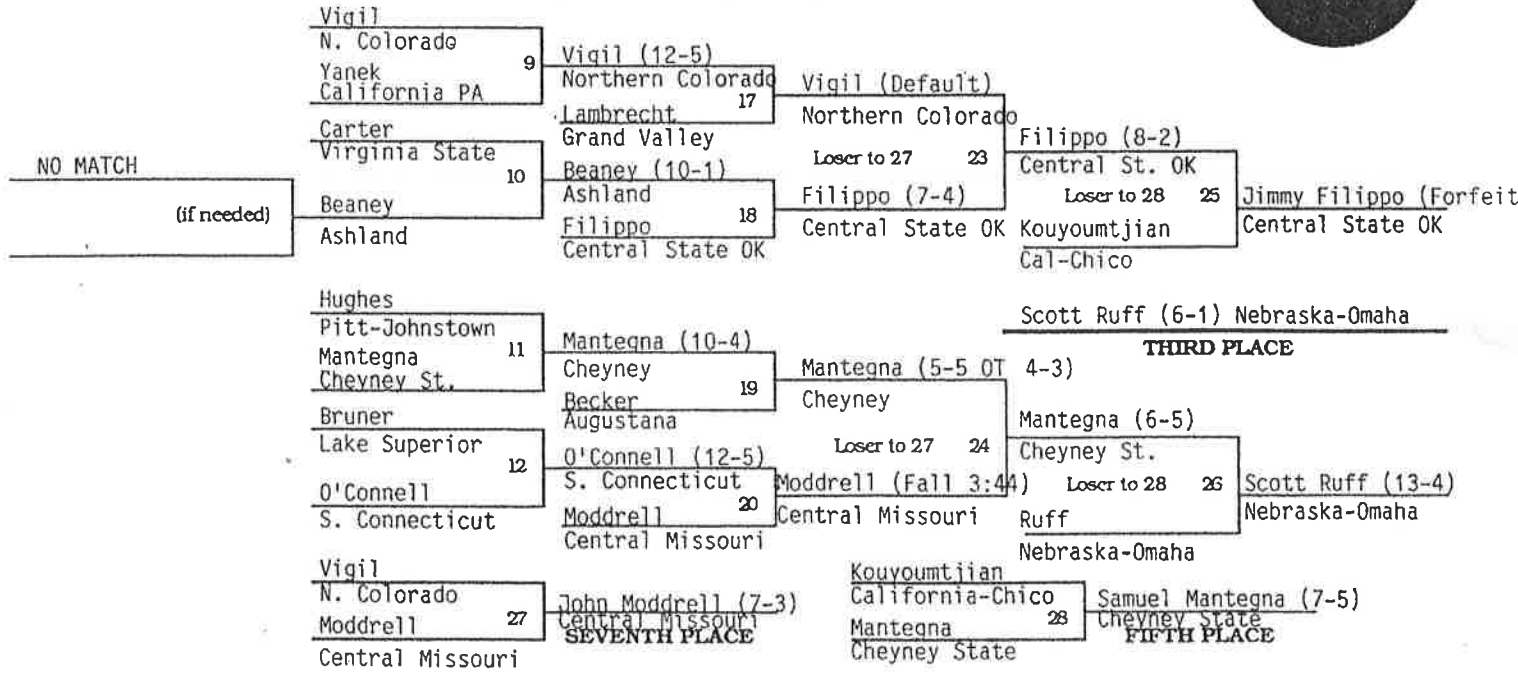 Vigil
N. Colorado
9
Yanek
California PA
Vigil (12-5)
Northern Colorado
17
Lambrecht
Grand Valley
Vigil (Default)
Northern Colorado
Carter
Virginia State
10
NO MATCH
(if needed)
Beaney
Ashland
Beaney (10-1)
Ashland
18
Filippo
Central State OK
Loser to 27 23
Filippo (7-4)
Central State OK
Filippo (8-2)
Central St. OK
Loser to 28 25
Kouyoumtjian
Cal-Chico
Jimmy Filippo (Forfeit
Central State OK
Hughes
Pitt-Johnstown
11
Mantegna
Cheyney St.
Mantegna (10-4)
Cheyney
19
Becker
Augustana
Mantegna (5-5 OT 4-3)
Cheyney
Scott Ruff (6-1) Nebraska-Omaha
THIRD PLACE
Bruner
Lake Superior
12
O'Connell
S. Connecticut
O'Connell (12-5)
S. Connecticut
20
Moddrell
Central Missouri
Loser to 27 24
Moddrell (Fall 3:44)
Central Missouri
Mantegna (6-5)
Cheyney St.
Loser to 28 26
Ruff
Nebraska-Omaha
Scott Ruff (13-4)
Nebraska-Omaha
Vigil
N. Colorado
27
Moddrell
Central Missouri
John Moddrell (7-3)
Central Missouri
SEVENTH PLACE
Kouyoumtjian
California-Chico
28
Mantegna
Cheyney State
Samuel Mantegna (7-5)
Cheyney State
FIFTH PLACE